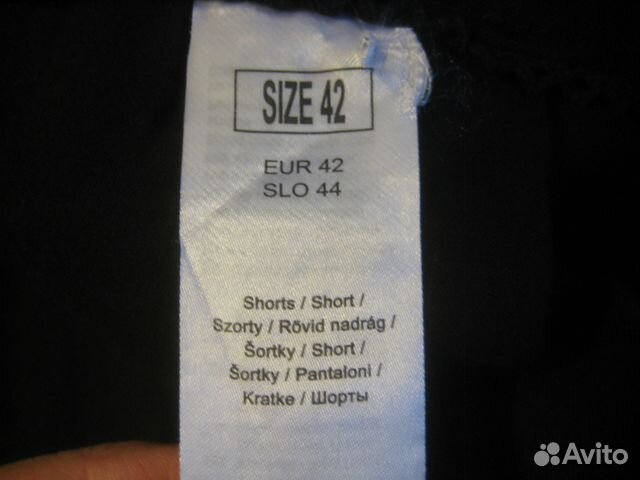 SIZE 42
EUR 42
SLO 44
Shorts / Short /
Szorty / Rövid nadrág /
Šortky / Short /
Šortky / Pantaloni /
Kratke / Шорты
Avito